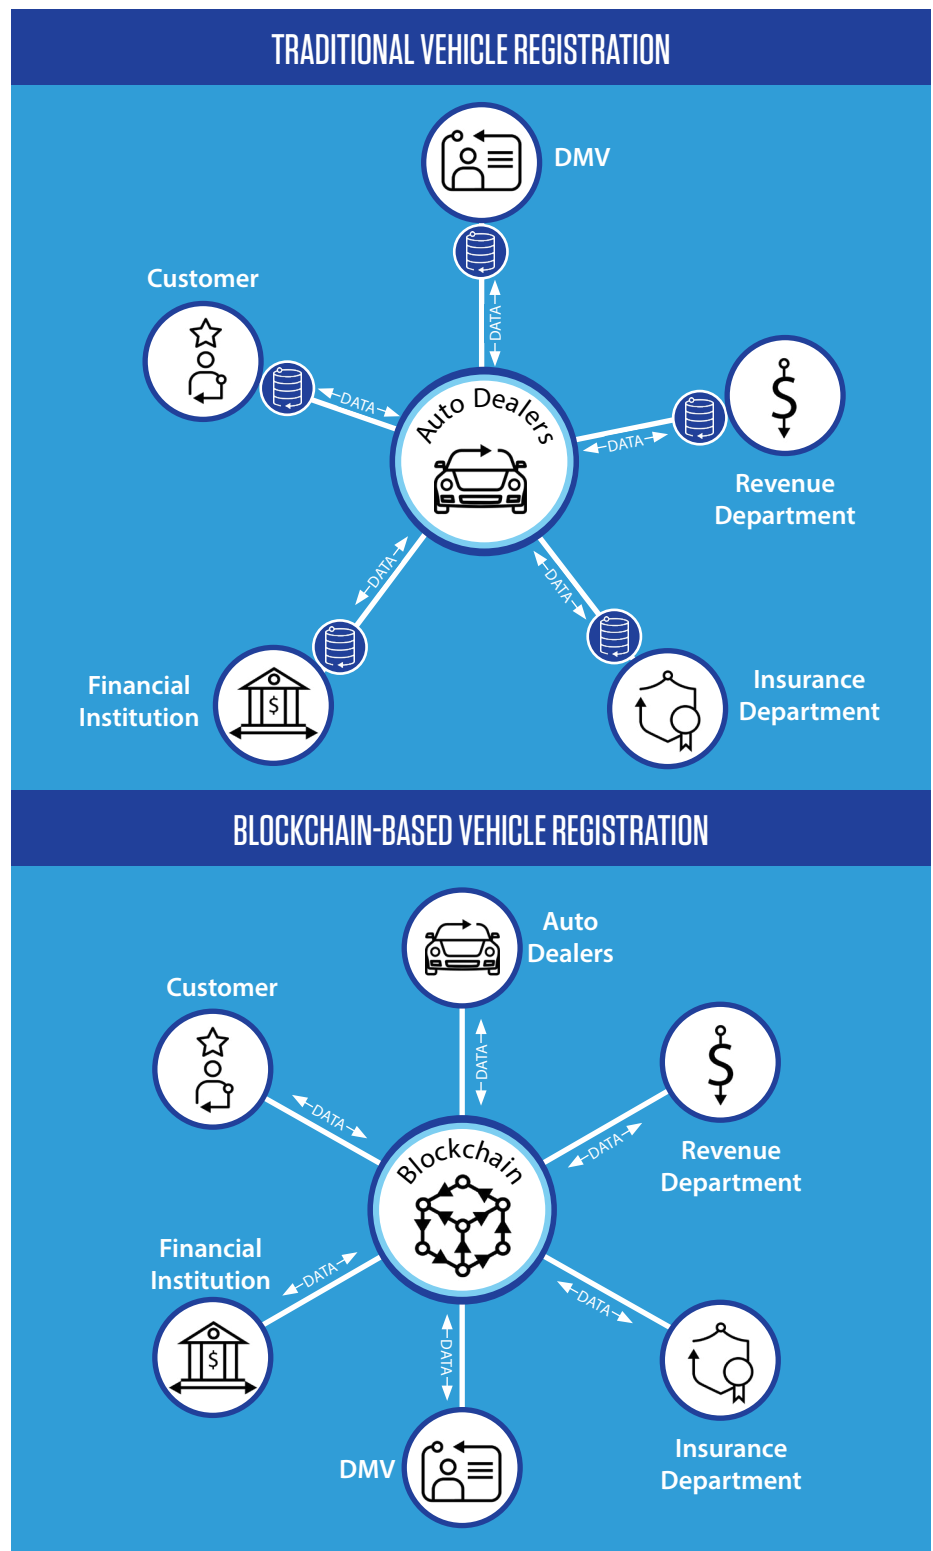 TRADITIONAL VEHICLE REGISTRATION
DMV
DATA
Customer
DATA
Auto Dealers
$
DATA
Revenue
Department
DATA
DATA
Financial
Institution
$
Insurance
Department
BLOCKCHAIN-BASED VEHICLE REGISTRATION
Auto
Dealers
Customer
DATA
$
DATA
DATA
Revenue
Department
Blockchain
Financial
Institution
DATA
DATA
$
DATA
Insurance
Department
DMV